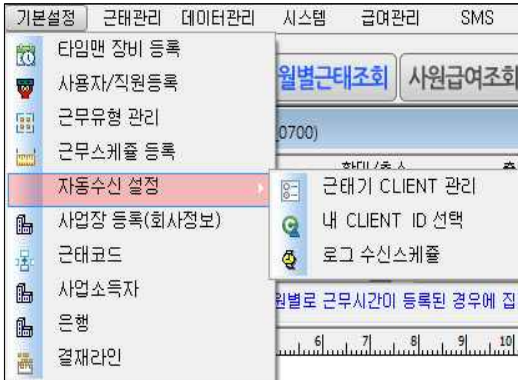 기본설정 근태관리 데이터관리 시스템 급여관리 SMS
타임맨 장비 등록
사용자/직원등록
월별근태조회 사원급여조회
근무유형 관리
0700)
근무스케쥴 등록
자동수신 설정
근태기 CLIENT 관리
사업장 등록(회사정보)
내 CLIENT ID 선택
근태코드
로그 수신스케쥴
사업소득자
원별로 근무시간이 등록된 경우에 집
은행
6 7 8 9 10
결재라인